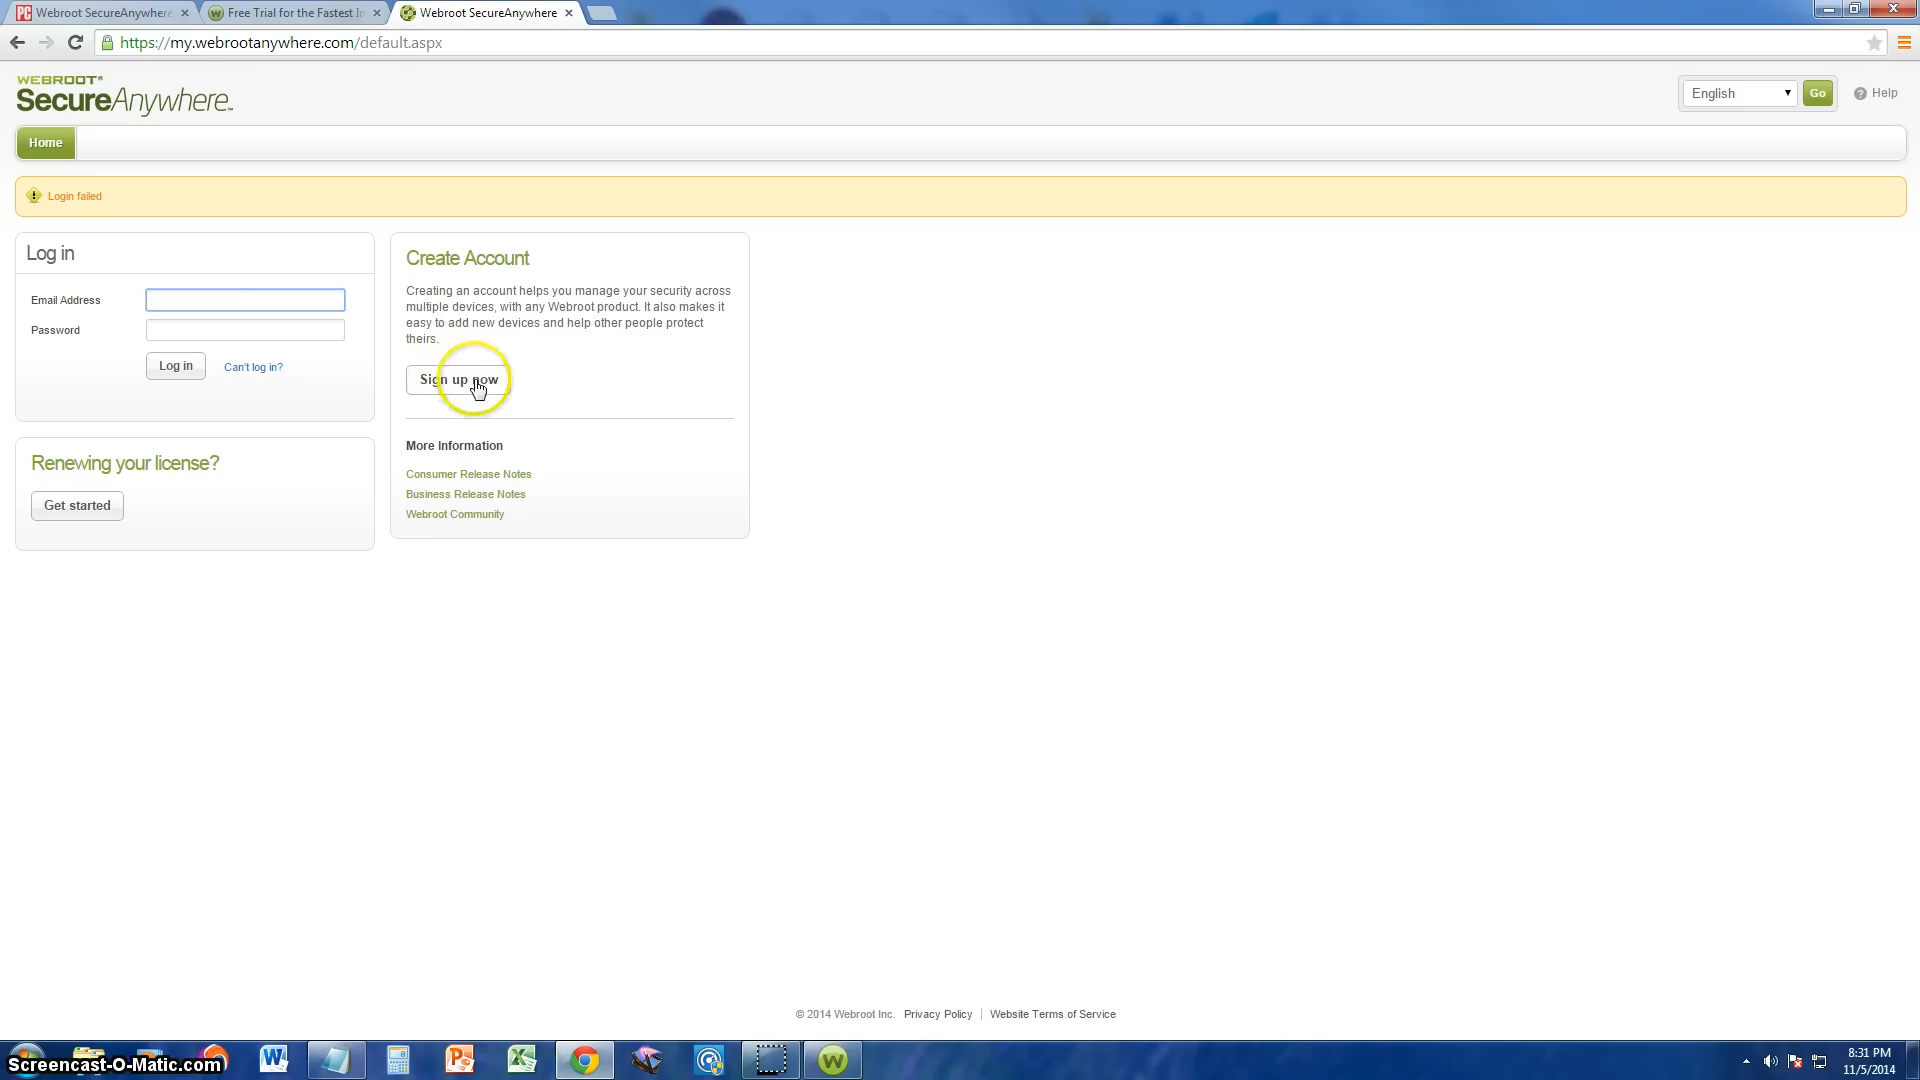 Webroot SecureAnywhere
Free Trial for the Fastest In
Webroot SecureAnywhere
https://my.webrootanywhere.com/default.aspx
WEBROOT®
SecureAnywhere™
English
Go
Help
Home
Login failed
Log in
Email Address
Password
Log in
Can't log in?
Renewing your license?
Get started
Create Account
Creating an account helps you manage your security across
multiple devices, with any Webroot product. It also makes it
easy to add new devices and help other people protect
theirs.
Sign up now
More Information
Consumer Release Notes
Business Release Notes
Webroot Community
© 2014 Webroot Inc. Privacy Policy | Website Terms of Service
Screencast-O-Matic.com
8:31 PM
11/5/2014